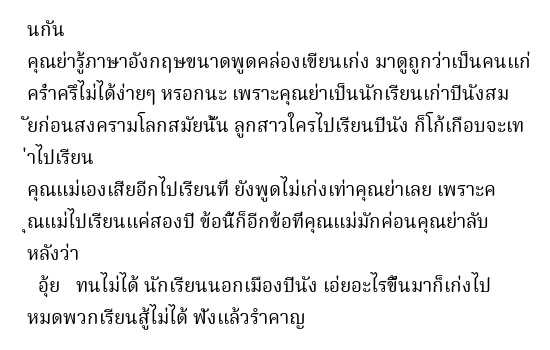 นกัน
คุณย่ารู้ภาษาอังกฤษขนาดพูดคล่องเขียนเก่ง มาดูถูกว่าเป็นคนแก่
ครํ่าครึไม่ได้ง่ายๆ หรอกนะ เพราะคุณย่าเป็นนักเรียนเก่าปีนังสม
ัยก่อนสงครามโลกสมัยนั้น ลูกสาวใครไปเรียนปีนัง ก็โก้เกือบจะเท
่าไปเรียน
คุณแม่เองเสียอีกไปเรียนที ยังพูดไม่เก่งเท่าคุณย่าเลย เพราะค
ุณแม่ไปเรียนแค่สองปี ข้อนี้ก็อีกข้อที่คุณแม่มักค่อนคุณย่าลับ
หลังว่า
อุ้ย ทนไม่ได้ นักเรียนนอกเมืองปีนัง เอ่ยอะไรขึ้นมาก็เก่งไป
หมดพวกเรียนสู้ไม่ได้ ฟังแล้วรำคาญ